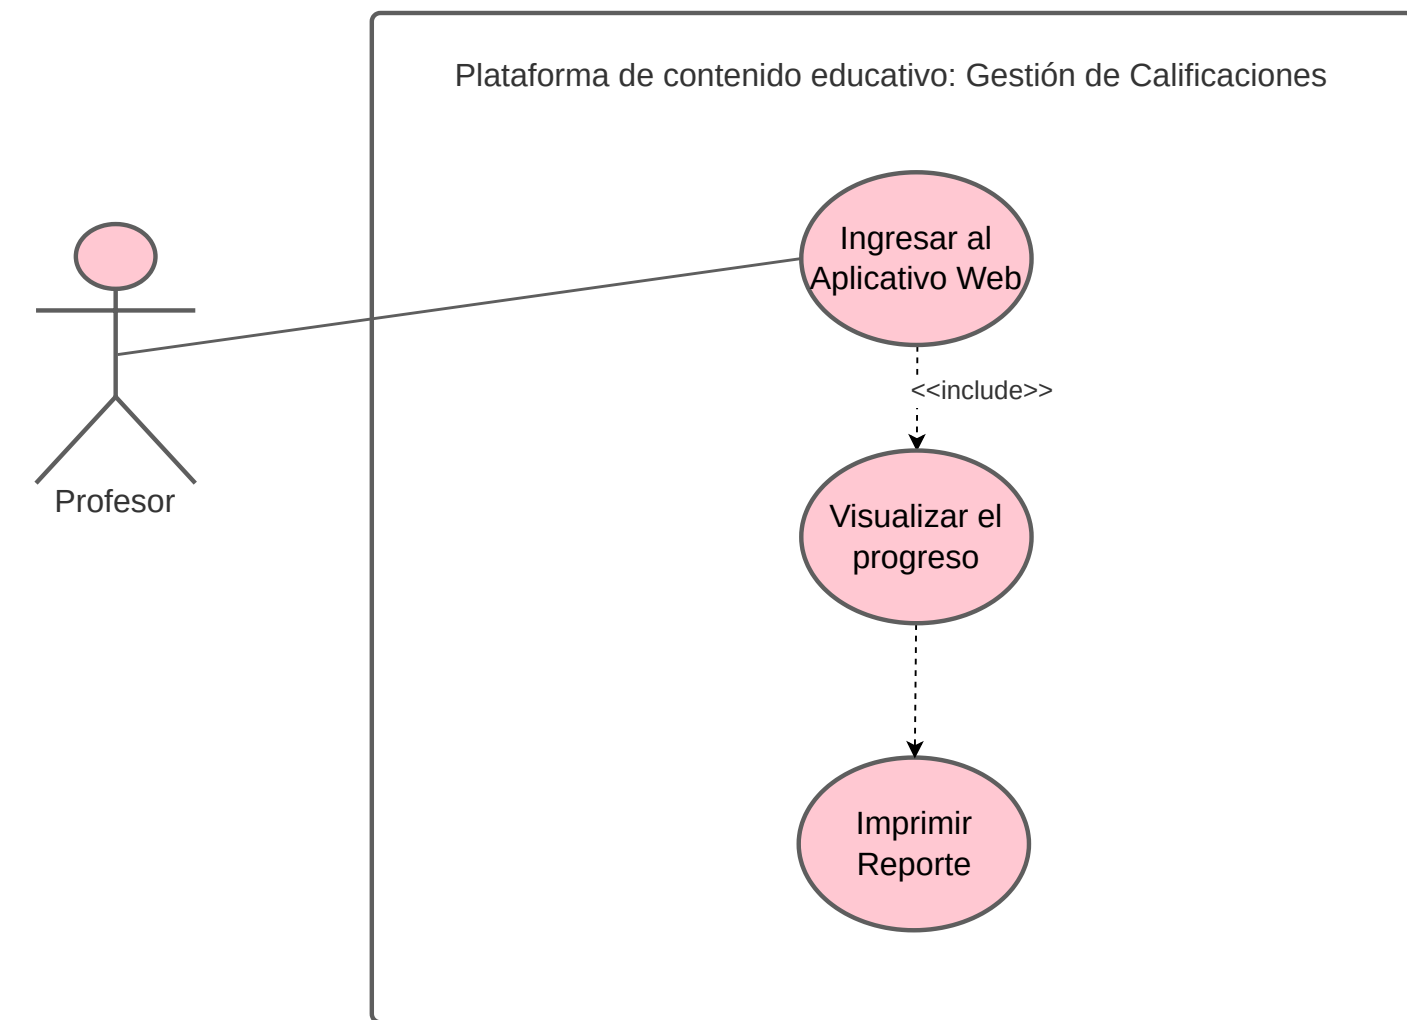 Plataforma de contenido educativo: Gestión de Calificaciones
Ingresar al
Aplicativo Web
<<include>>
Profesor
Visualizar el
progreso
Imprimir
Reporte